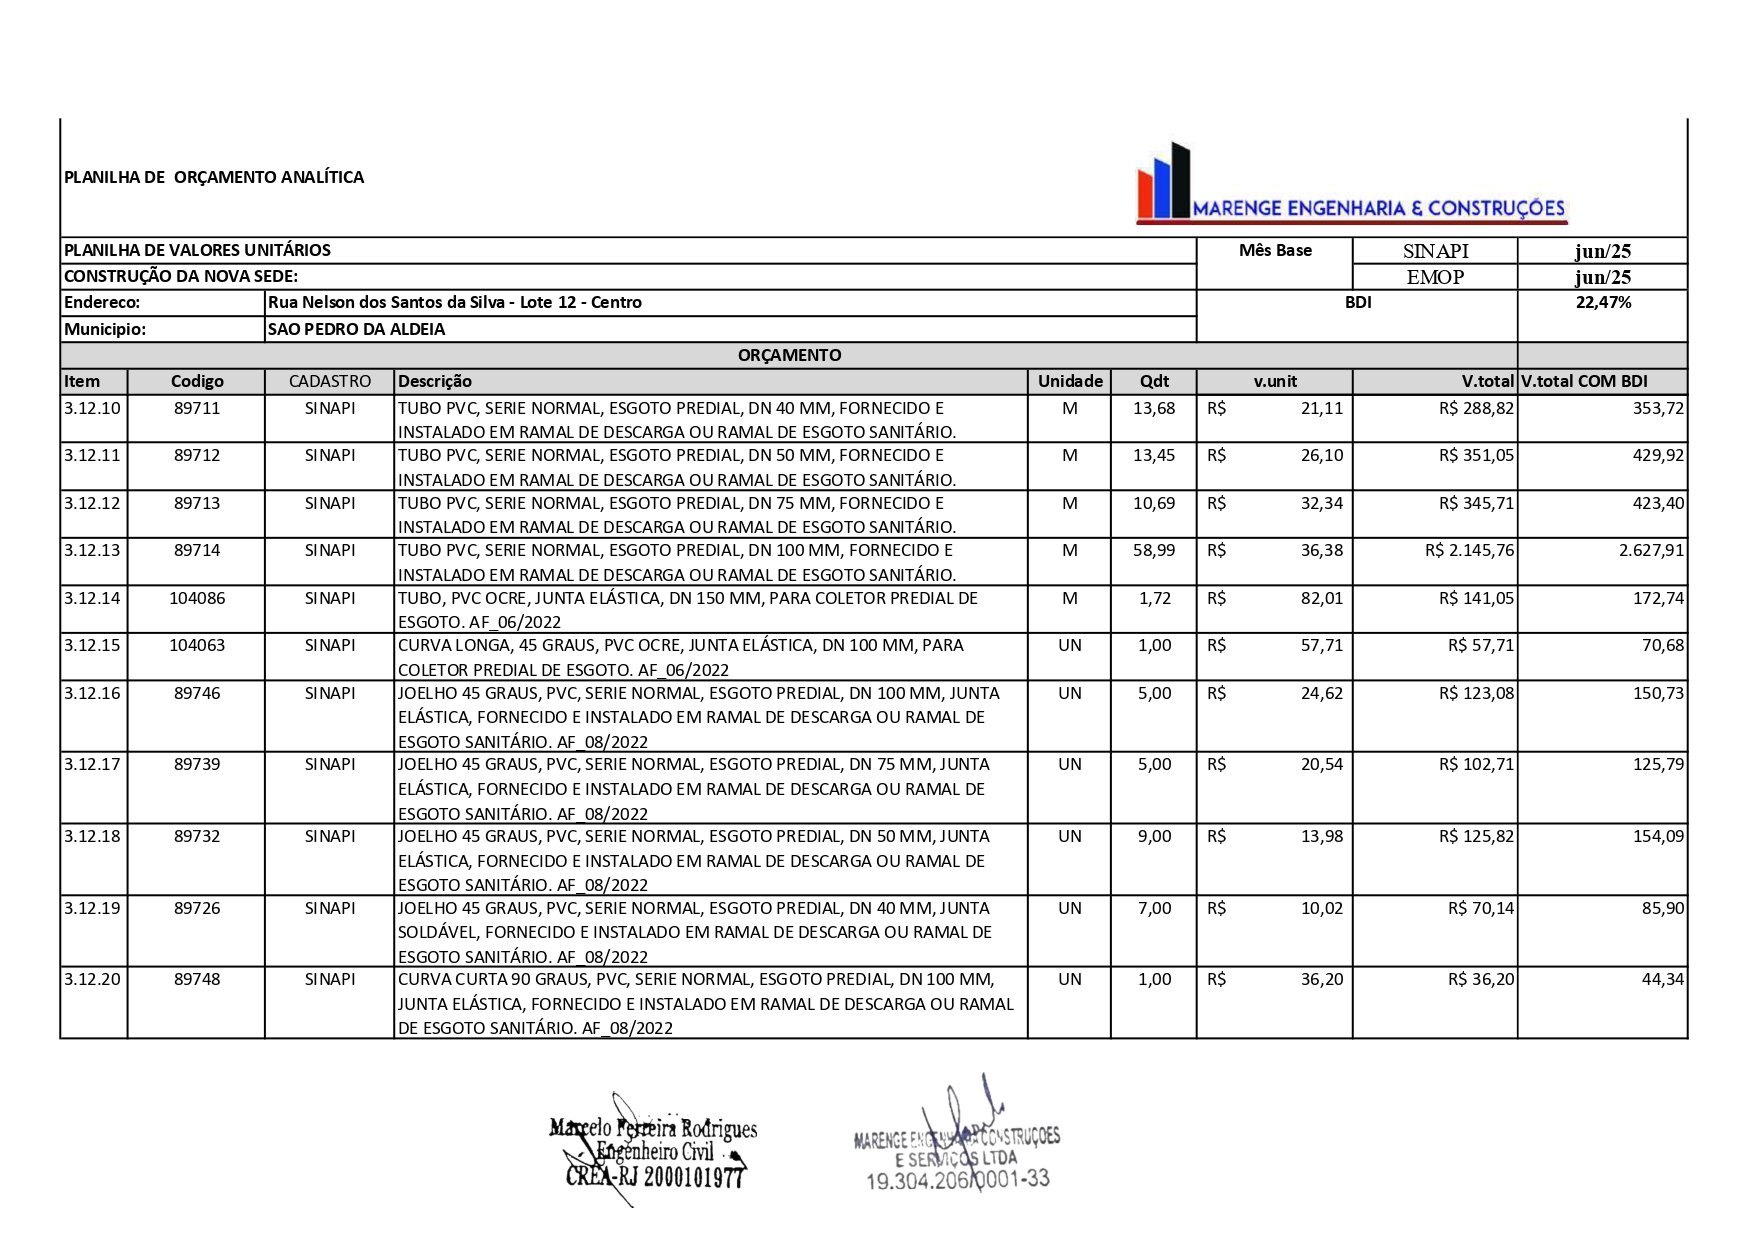 PLANILHA DE ORÇAMENTO ANALÍTICA
MARENGE ENGENHARIA & CONSTRUÇÕES
PLANILHA DE VALORES UNITÁRIOS Mês Base SINAPI jun/25
CONSTRUÇÃO DA NOVA SEDE: EMOP jun/25
Endereco: Rua Nelson dos Santos da Silva - Lote 12 - Centro BDI 22,47%
Municipio: SAO PEDRO DA ALDEIA
ORÇAMENTO
Item Codigo CADASTRO Descrição Unidade Qdt v.unit V.total V.total COM BDI
3.12.10 89711 SINAPI TUBO PVC, SERIE NORMAL, ESGOTO PREDIAL, DN 40 MM, FORNECIDO E M 13,68 R$ 21,11 R$ 288,82 353,72
INSTALADO EM RAMAL DE DESCARGA OU RAMAL DE ESGOTO SANITÁRIO.
3.12.11 89712 SINAPI TUBO PVC, SERIE NORMAL, ESGOTO PREDIAL, DN 50 MM, FORNECIDO E M 13,45 R$ 26,10 R$ 351,05 429,92
INSTALADO EM RAMAL DE DESCARGA OU RAMAL DE ESGOTO SANITÁRIO.
3.12.12 89713 SINAPI TUBO PVC, SERIE NORMAL, ESGOTO PREDIAL, DN 75 MM, FORNECIDO E M 10,69 R$ 32,34 R$ 345,71 423,40
INSTALADO EM RAMAL DE DESCARGA OU RAMAL DE ESGOTO SANITÁRIO.
3.12.13 89714 SINAPI TUBO PVC, SERIE NORMAL, ESGOTO PREDIAL, DN 100 MM, FORNECIDO E M 58,99 R$ 36,38 R$ 2.145,76 2.627,91
INSTALADO EM RAMAL DE DESCARGA OU RAMAL DE ESGOTO SANITÁRIO.
3.12.14 104086 SINAPI TUBO, PVC OCRE, JUNTA ELÁSTICA, DN 150 MM, PARA COLETOR PREDIAL DE M 1,72 R$ 82,01 R$ 141,05 172,74
ESGOTO. AF_06/2022
3.12.15 104063 SINAPI CURVA LONGA, 45 GRAUS, PVC OCRE, JUNTA ELÁSTICA, DN 100 MM, PARA UN 1,00 R$ 57,71 R$ 57,71 70,68
COLETOR PREDIAL DE ESGOTO. AF_06/2022
3.12.16 89746 SINAPI JOELHO 45 GRAUS, PVC, SERIE NORMAL, ESGOTO PREDIAL, DN 100 MM, JUNTA UN 5,00 R$ 24,62 R$ 123,08 150,73
ELÁSTICA, FORNECIDO E INSTALADO EM RAMAL DE DESCARGA OU RAMAL DE
ESGOTO SANITÁRIO. AF_08/2022
3.12.17 89739 SINAPI JOELHO 45 GRAUS, PVC, SERIE NORMAL, ESGOTO PREDIAL, DN 75 MM, JUNTA UN 5,00 R$ 20,54 R$ 102,71 125,79
ELÁSTICA, FORNECIDO E INSTALADO EM RAMAL DE DESCARGA OU RAMAL DE
ESGOTO SANITÁRIO. AF_08/2022
3.12.18 89732 SINAPI JOELHO 45 GRAUS, PVC, SERIE NORMAL, ESGOTO PREDIAL, DN 50 MM, JUNTA UN 9,00 R$ 13,98 R$ 125,82 154,09
ELÁSTICA, FORNECIDO E INSTALADO EM RAMAL DE DESCARGA OU RAMAL DE
ESGOTO SANITÁRIO. AF_08/2022
3.12.19 89726 SINAPI JOELHO 45 GRAUS, PVC, SERIE NORMAL, ESGOTO PREDIAL, DN 40 MM, JUNTA UN 7,00 R$ 10,02 R$ 70,14 85,90
SOLDÁVEL, FORNECIDO E INSTALADO EM RAMAL DE DESCARGA OU RAMAL DE
ESGOTO SANITÁRIO. AF_08/2022
3.12.20 89748 SINAPI CURVA CURTA 90 GRAUS, PVC, SERIE NORMAL, ESGOTO PREDIAL, DN 100 MM, UN 1,00 R$ 36,20 R$ 36,20 44,34
JUNTA ELÁSTICA, FORNECIDO E INSTALADO EM RAMAL DE DESCARGA OU RAMAL
DE ESGOTO SANITÁRIO. AF_08/2022
Marcelo Ferreira Rodrigues
Engenheiro Civil
CREA-RJ 2000101977
MARENGE ENGENHARIA CONSTRUÇOES
E SERVIÇOS LTDA
19.304.206/0001-33